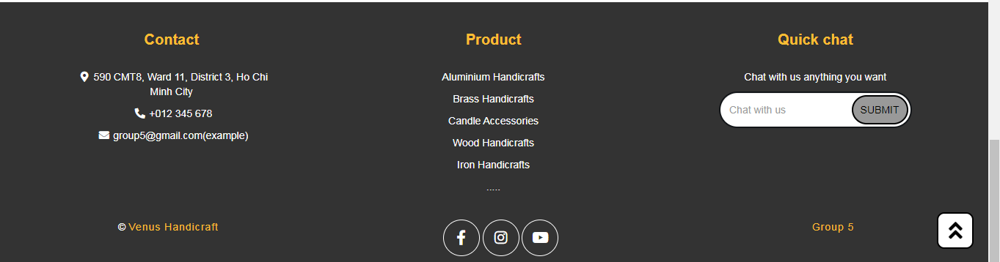 Contact
590 CMT8, Ward 11, District 3, Ho Chi
Minh City
+012 345 678
group5@gmail.com(example)
Product
Aluminium Handicrafts
Brass Handicrafts
Candle Accessories
Wood Handicrafts
Iron Handicrafts
.....
Quick chat
Chat with us anything you want
Chat with us
SUBMIT
© Venus Handicraft
Group 5